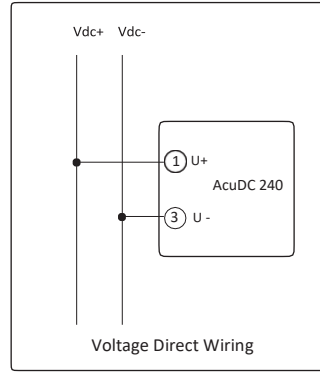 Vdc+ Vdc-
1 U+
AcuDC 240
3 U -
Voltage Direct Wiring